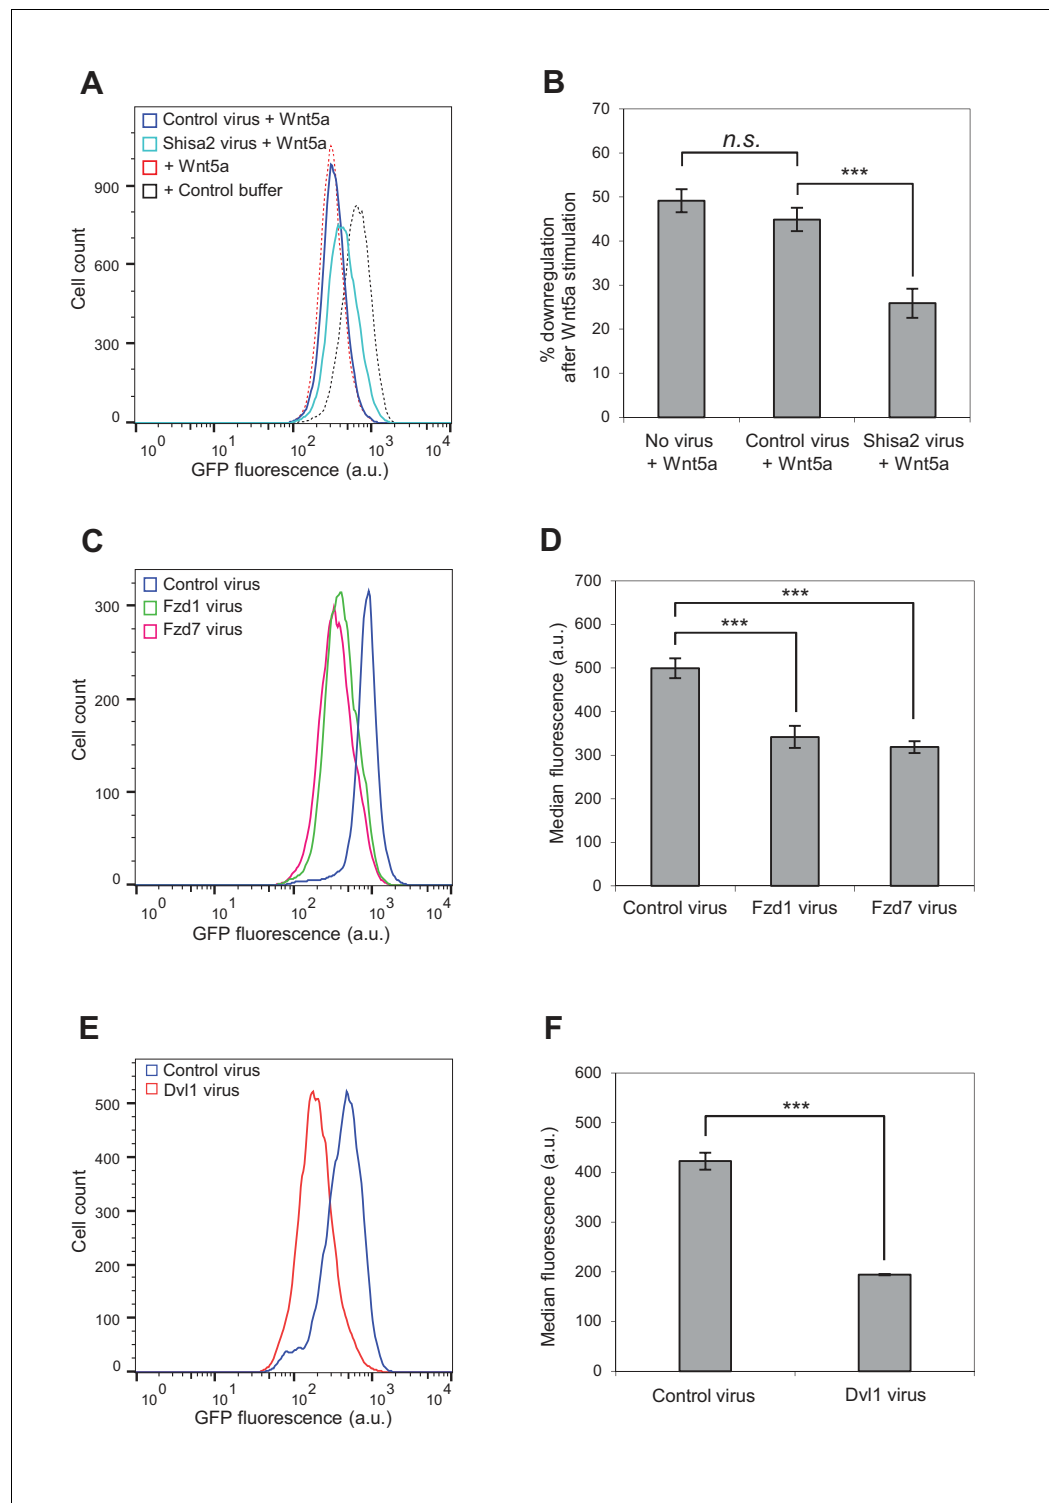 A
Control virus + Wnt5a
Shisa2 virus + Wnt5a
+ Wnt5a
+ Control buffer
Cell count
900
600
300
0
10^0 10^1 10^2 10^3 10^4
GFP fluorescence (a.u.)
B
% downregulation
after Wnt5a stimulation
70
60
50
40
30
20
10
0
n.s.
***
No virus
+ Wnt5a
Control virus
+ Wnt5a
Shisa2 virus
+ Wnt5a
C
Control virus
Fzd1 virus
Fzd7 virus
Cell count
300
200
100
0
10^0 10^1 10^2 10^3 10^4
GFP fluorescence (a.u.)
D
Median fluorescence (a.u.)
700
600
500
400
300
200
100
0
***
***
Control virus
Fzd1 virus
Fzd7 virus
E
Control virus
Dvl1 virus
Cell count
500
400
300
200
100
0
10^0 10^1 10^2 10^3 10^4
GFP fluorescence (a.u.)
F
Median fluorescence (a.u.)
600
500
400
300
200
100
0
***
Control virus
Dvl1 virus